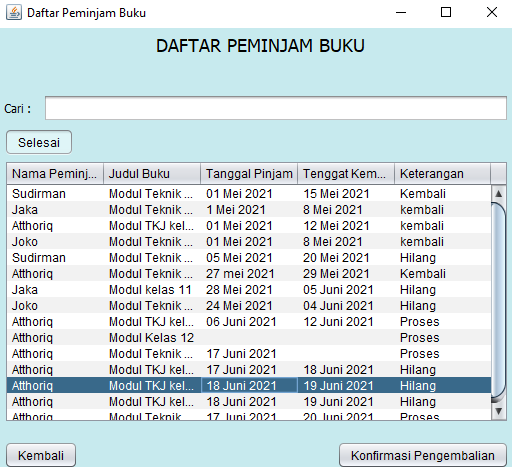 Daftar Peminjam Buku
DAFTAR PEMINJAM BUKU
Cari :
Selesai
Nama Peminj... Judul Buku Tanggal Pinjam Tenggat Kem... Keterangan
Sudirman Modul Teknik ... 01 Mei 2021 15 Mei 2021 Kembali
Jaka Modul Teknik ... 1 Mei 2021 8 Mei 2021 kembali
Atthoriq Modul TKJ kel... 01 Mei 2021 12 Mei 2021 kembali
Joko Modul Teknik ... 01 Mei 2021 8 Mei 2021 kembali
Sudirman Modul Teknik ... 05 Mei 2021 20 Mei 2021 Hilang
Atthoriq Modul Teknik ... 27 mei 2021 29 Mei 2021 Kembali
Jaka Modul kelas 11 28 Mei 2021 05 Juni 2021 Hilang
Joko Modul Teknik ... 24 Mei 2021 04 Juni 2021 Hilang
Atthoriq Modul TKJ kel... 06 Juni 2021 12 Juni 2021 Proses
Atthoriq Modul Kelas 12 Proses
Atthoriq Modul Teknik ... 17 Juni 2021 Proses
Atthoriq Modul TKJ kel... 17 Juni 2021 18 Juni 2021 Hilang
Atthoriq Modul TKJ kel... 18 Juni 2021 19 Juni 2021 Hilang
Atthoriq Modul TKJ kel... 18 Juni 2021 19 Juni 2021 Hilang
Atthoriq Modul Teknik 17 Juni 2021 20 Juni 2021 Proses
Kembali Konfirmasi Pengembalian